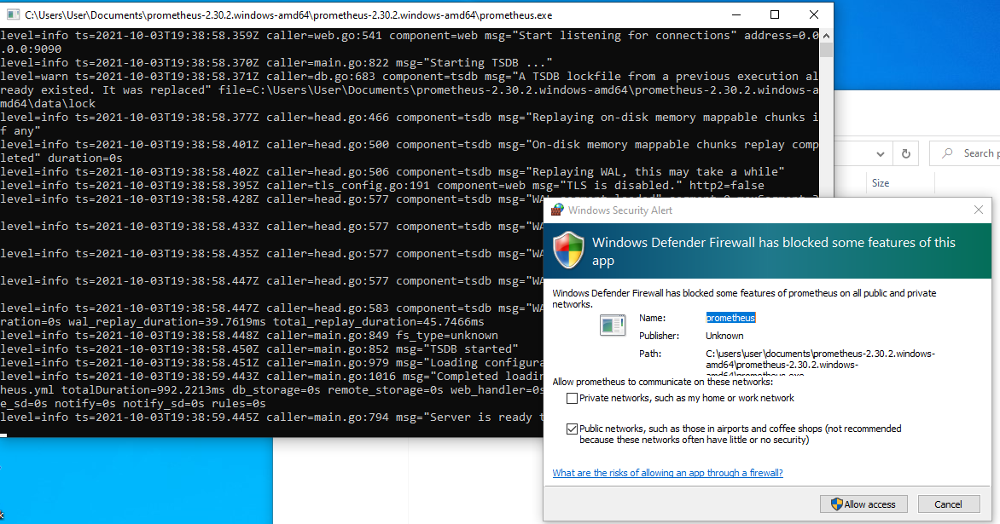 C:\Users\User\Documents\prometheus-2.30.2.windows-amd64\prometheus-2.30.2.windows-amd64\prometheus.exe
level=info ts=2021-10-03T19:38:58.359Z caller=web.go:541 component=web msg="Start listening for connections" address=0.0
.0.0:9090
level=info ts=2021-10-03T19:38:58.370Z caller=main.go:822 msg="Starting TSDB ..."
level=warn ts=2021-10-03T19:38:58.371Z caller=db.go:683 component=tsdb msg="A TSDB lockfile from a previous execution al
ready existed. It was replaced" file=C:\Users\User\Documents\prometheus-2.30.2.windows-amd64\prometheus-2.30.2.windows-a
md64\data\lock
level=info ts=2021-10-03T19:38:58.377Z caller=head.go:466 component=tsdb msg="Replaying on-disk memory mappable chunks i
f any"
level=info ts=2021-10-03T19:38:58.401Z caller=head.go:500 component=tsdb msg="On-disk memory mappable chunks replay comp
leted" duration=0s
level=info ts=2021-10-03T19:38:58.402Z caller=head.go:506 component=tsdb msg="Replaying WAL, this may take a while"
level=info ts=2021-10-03T19:38:58.395Z caller=tls_config.go:191 component=web msg="TLS is disabled." http2=false
level=info ts=2021-10-03T19:38:58.428Z caller=head.go:577 component=tsdb msg="WAL segment loaded" segment=0 maxSegment=3
level=info ts=2021-10-03T19:38:58.433Z caller=head.go:577 component=tsdb msg="WA
level=info ts=2021-10-03T19:38:58.435Z caller=head.go:577 component=tsdb msg="WA
level=info ts=2021-10-03T19:38:58.447Z caller=head.go:577 component=tsdb msg="WA
level=info ts=2021-10-03T19:38:58.447Z caller=head.go:583 component=tsdb msg="WA
ration=0s wal_replay_duration=39.7619ms total_replay_duration=45.7466ms
level=info ts=2021-10-03T19:38:58.448Z caller=main.go:849 fs_type=unknown
level=info ts=2021-10-03T19:38:58.450Z caller=main.go:852 msg="TSDB started"
level=info ts=2021-10-03T19:38:58.451Z caller=main.go:979 msg="Loading configura
level=info ts=2021-10-03T19:38:59.443Z caller=main.go:1016 msg="Completed loadin
heus.yml totalDuration=992.2213ms db_storage=0s remote_storage=0s web_handler=0s
e_sd=0s notify=0s notify_sd=0s rules=0s
level=info ts=2021-10-03T19:38:59.445Z caller=main.go:794 msg="Server is ready t
Search p
Size
Windows Security Alert
Windows Defender Firewall has blocked some features of this
app
Windows Defender Firewall has blocked some features of prometheus on all public and private
networks.
Name: prometheus
Publisher: Unknown
Path: C:\users\user\documents\prometheus-2.30.2.windows-
amd64\prometheus-2.30.2.windows-
amd64\prometheus.exe
Allow prometheus to communicate on these networks:
Private networks, such as my home or work network
Public networks, such as those in airports and coffee shops (not recommended
because these networks often have little or no security)
What are the risks of allowing an app through a firewall?
Allow access
Cancel